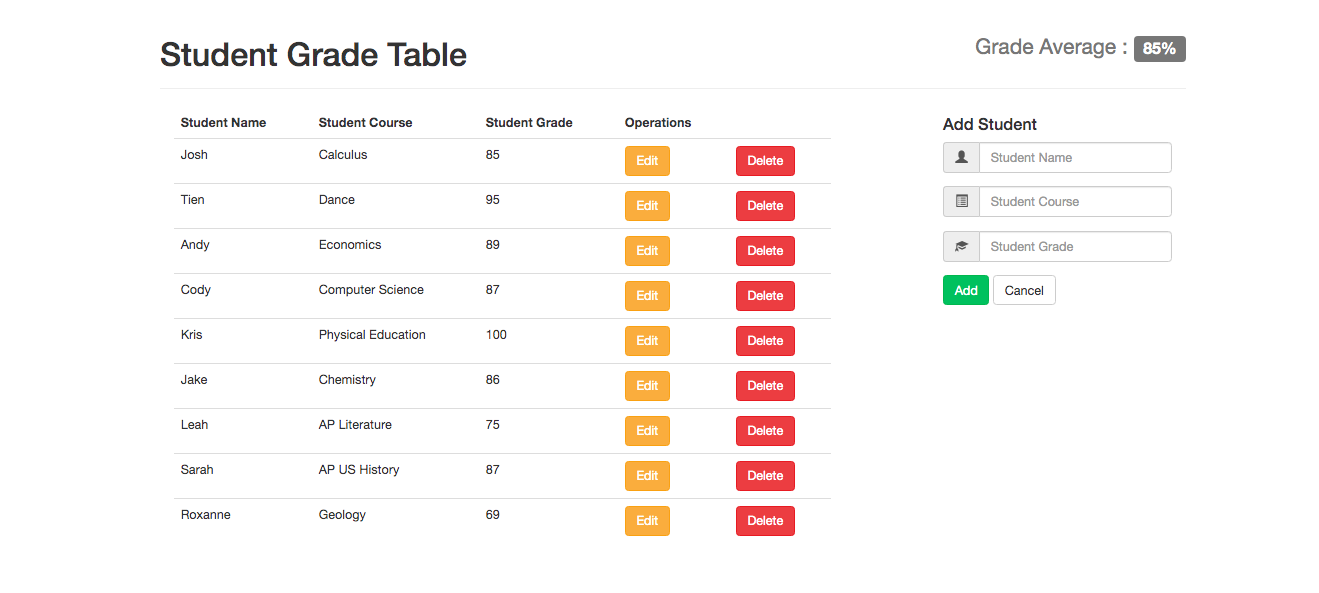 Student Grade Table
Grade Average : 85%
Student Name Student Course Student Grade Operations
Josh Calculus 85 Edit Delete
Tien Dance 95 Edit Delete
Andy Economics 89 Edit Delete
Cody Computer Science 87 Edit Delete
Kris Physical Education 100 Edit Delete
Jake Chemistry 86 Edit Delete
Leah AP Literature 75 Edit Delete
Sarah AP US History 87 Edit Delete
Roxanne Geology 69 Edit Delete
Add Student
Student Name
Student Course
Student Grade
Add Cancel